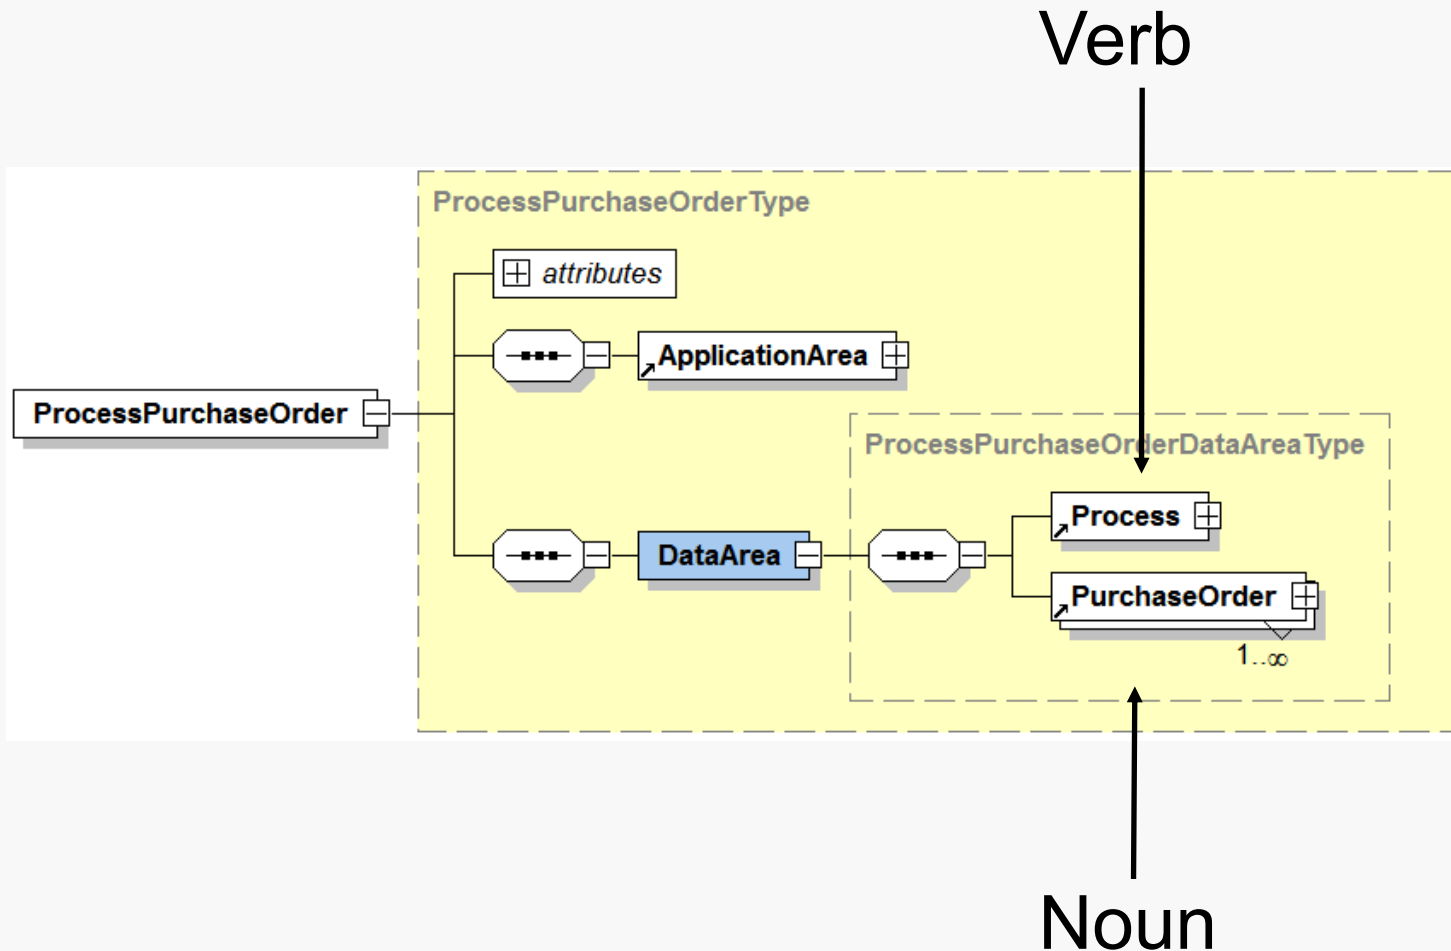 Verb
ProcessPurchaseOrderType
attributes
ApplicationArea
ProcessPurchaseOrder
ProcessPurchaseOrderDataAreaType
Process
DataArea
PurchaseOrder
1..∞
Noun